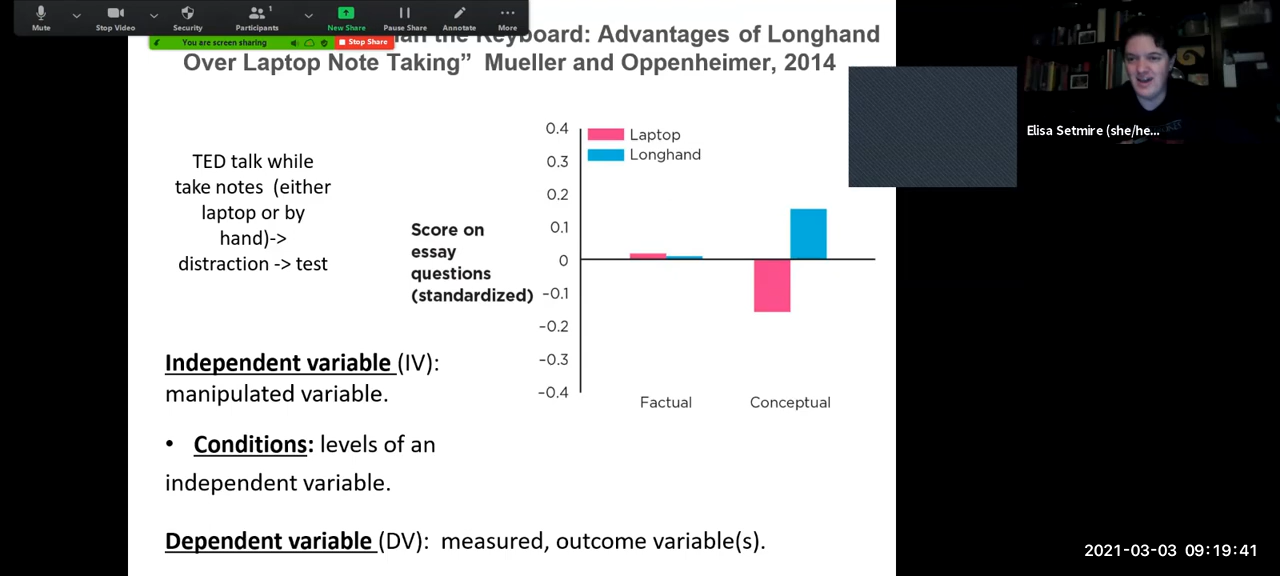 Mute
Stop Video
Security
Participants
1
New Share
Pause Share
Annotate
More
You are screen sharing
Stop Share
the Keyboard: Advantages of Longhand
Over Laptop Note Taking” Mueller and Oppenheimer, 2014
TED talk while
take notes (either
laptop or by
hand)->
distraction -> test
Score on
essay
questions
(standardized)
0.4
0.3
0.2
0.1
0
−0.1
−0.2
−0.3
−0.4
Laptop
Longhand
Factual
Conceptual
Independent variable (IV):
manipulated variable.
• Conditions: levels of an
independent variable.
Dependent variable (DV): measured, outcome variable(s).
Elisa Setmire (she/he...
2021-03-03 09:19:41